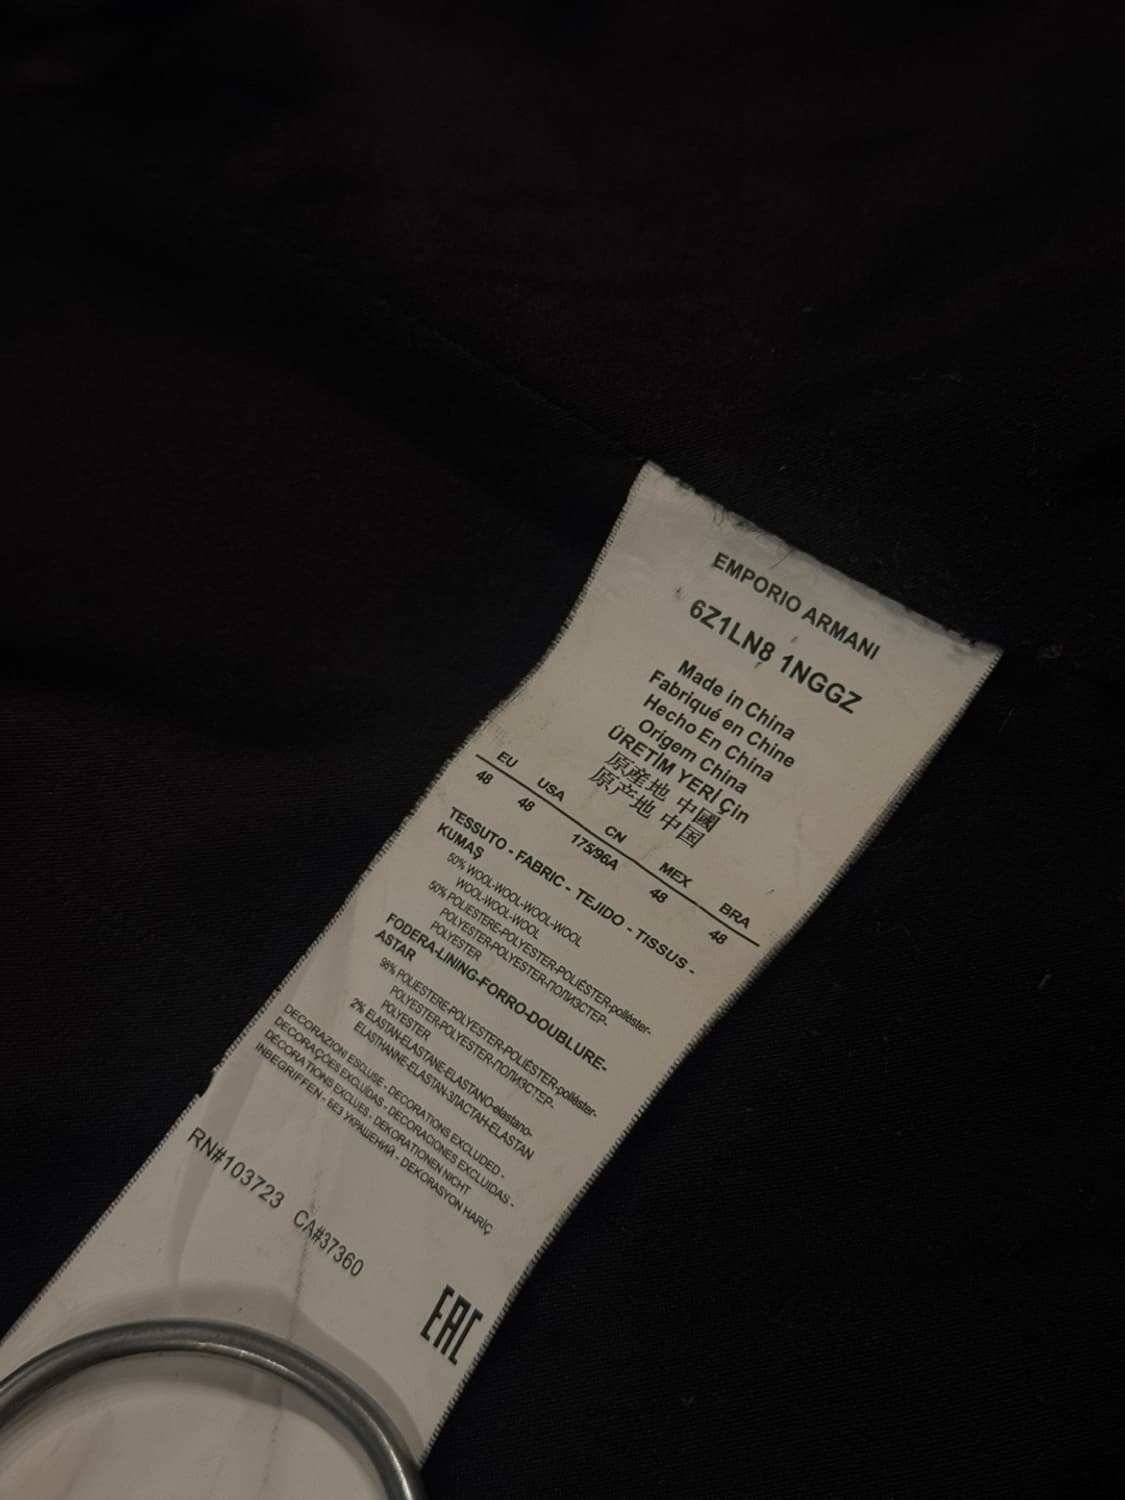 EMPORIO ARMANI
6Z1LN8 1NGGZ
Made in China
Fabriqué en Chine
Hecho En China
Origem China
ÜRETİM YERİ Çin
原産地 中國
原产地 中国
EU USA CN MEX BRA
48 48 175/96A 48 48
TESSUTO - FABRIC - TEJIDO - TISSUS -
KUMAŞ
50% WOOL-WOOL-WOOL-WOOL
WOOL-WOOL-WOOL
50% POLIESTERE-POLYESTER-POLIÉSTER-poliéster-
POLYESTER-POLYESTER-ПОЛИЭСТЕР-
POLYESTER
FODERA-LINING-FORRO-DOUBLURE-
ASTAR
98% POLIESTERE-POLYESTER-POLIÉSTER-poliéster-
POLYESTER-POLYESTER-ПОЛИЭСТЕР-
POLYESTER
2% ELASTAN-ELASTANE-ELASTANO-elastano-
ELASTHANNE-ELASTAN-ЭЛАСТАН-ELASTAN
DECORAZIONI ESCLUSE - DECORATIONS EXCLUDED -
DECORAÇÕES EXCLUÍDAS - DECORACIONES EXCLUIDAS -
DÉCORATIONS EXCLUES - DEKORATIONEN NICHT
INBEGRIFFEN - БЕЗ УКРАШЕНИЙ - DEKORASYON HARİÇ
RN#103723 CA#37360
EAC